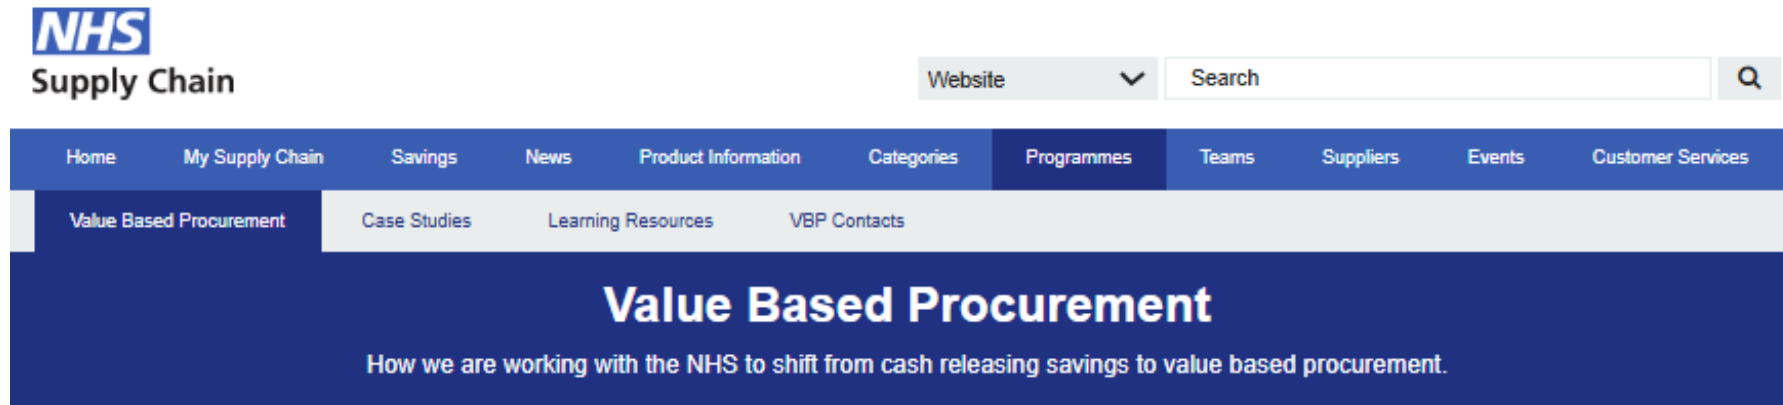 NHS
Supply Chain
Website Search
Home My Supply Chain Savings News Product Information Categories Programmes Teams Suppliers Events Customer Services
Value Based Procurement Case Studies Learning Resources VBP Contacts
Value Based Procurement
How we are working with the NHS to shift from cash releasing savings to value based procurement.